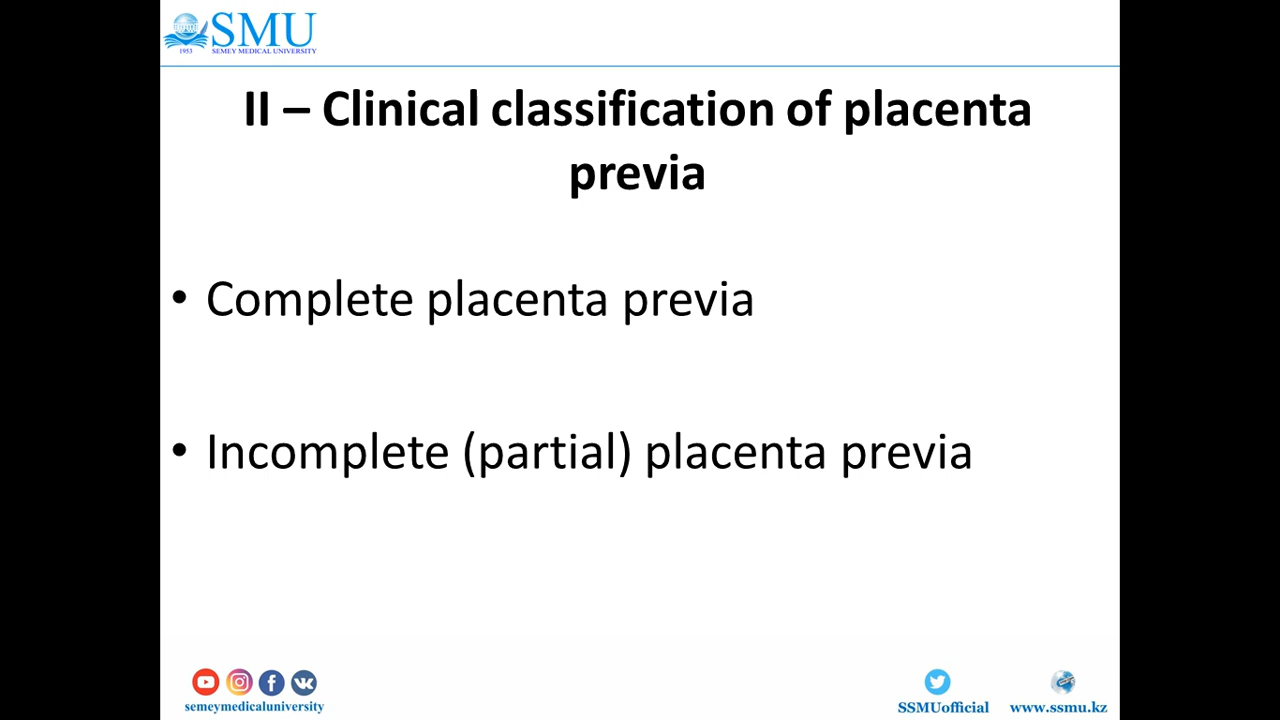 SMU
1953 SEMEY MEDICAL UNIVERSITY
II – Clinical classification of placenta
previa
• Complete placenta previa
• Incomplete (partial) placenta previa
semeymedicaluniversity
SSMUofficial
www.ssmu.kz